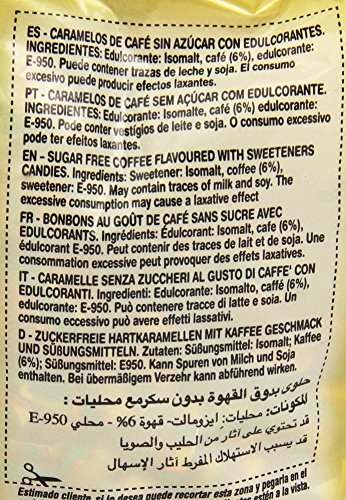 ES - CARAMELOS DE CAFÉ SIN AZÚCAR CON EDULCORANTES.
INGREDIENTES: Edulcorante: Isomalt, café (6%), edulcorante:
E-950. Puede contener trazas de leche y soja. El consumo
excesivo puede producir efectos laxantes.
PT - CARAMELOS DE CAFÉ SEM AÇUCAR COM EDULCORANTE.
INGREDIENTES: Edulcorante: Isomalte, café (6%) edulcorante:
E-950. Pode conter vestígios de leite e soja. O consumo excessivo
pode ter efeitos laxantes.
EN - SUGAR FREE COFFEE FLAVOURED WITH SWEETENERS
CANDIES. Ingredients: Sweetener: Isomalt, coffee (6%),
sweetener: E-950. May contain traces of milk and soy. The
excessive consumption may cause a laxative effect
FR - BONBONS AU GOÛT DE CAFÉ SANS SUCRE AVEC
EDULCORANTS. Ingrédients: Édulcorant: Isomalt, café (6%),
édulcorant E-950. Peut contenir des traces de lait et de soja. Une
consommation excessive peut provoquer des effets laxatives.
IT - CARAMELLE SENZA ZUCCHERI AL GUSTO DI CAFFE' CON
EDULCORANTI. Ingredienti: Edulcorante: Isomalto, caffé (6%),
edulcorante: E-950. Può contenere tracce di latte e soia. Un
consumo eccessivo può avere effetti lassativi.
D - ZUCKERFREIE HARTKARAMELLEN MIT KAFFEE GESCHMACK
UND SÜßUNGSMITTELN. Zutaten: Süßungsmittel: Isomalt; Kaffee
(6%); Süßungsmittel: E950. Kann Spuren von Milch und Soja
enthalten. Bei übermäßigem Verzehr kann abführend wirken.
حلوى بذوق القهوة بدون سكر مع محليات:
المكونات: محليات: ايزومالت - قهوة 6% - محلي E-950
قد تحتوي على آثار من الحليب والصويا
قد يسبب الاستهلاك المفرط آثار الإسهال
Estimado cliente, si lo desea puede recortar esta zona y pegarla en el